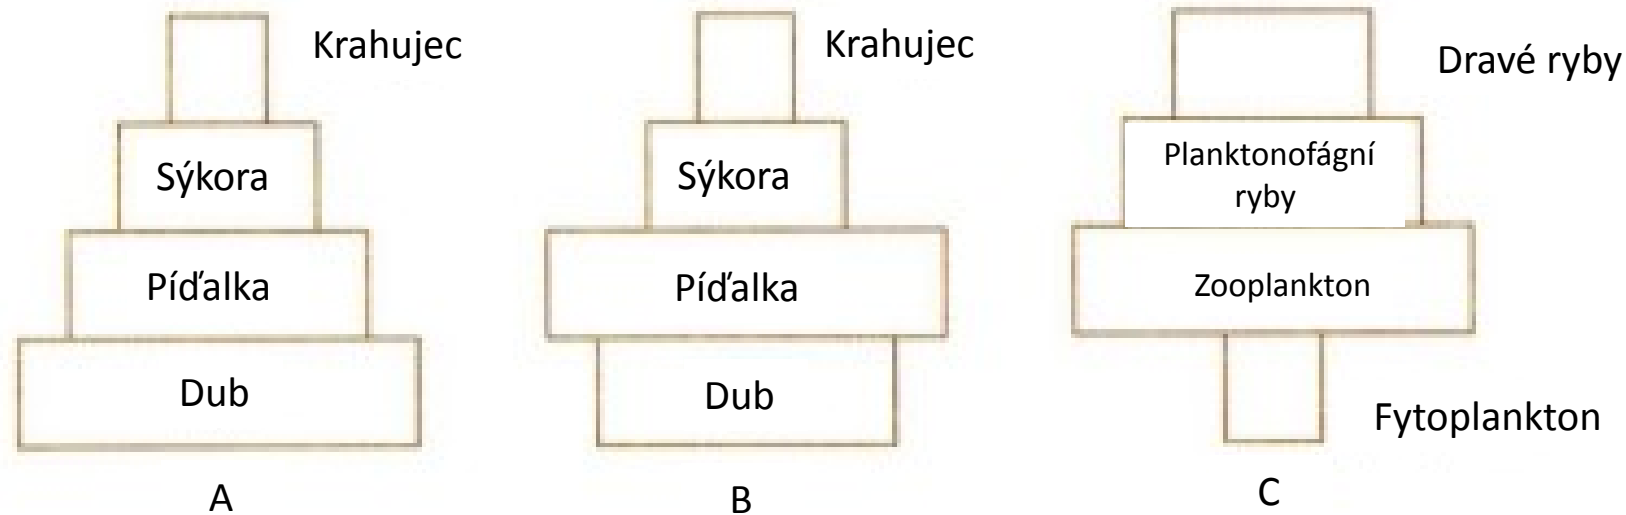 Krahujec
Sýkora
Píďalka
Dub
A
Krahujec
Sýkora
Píďalka
Dub
B
Dravé ryby
Planktonofágní
ryby
Zooplankton
Fytoplankton
C